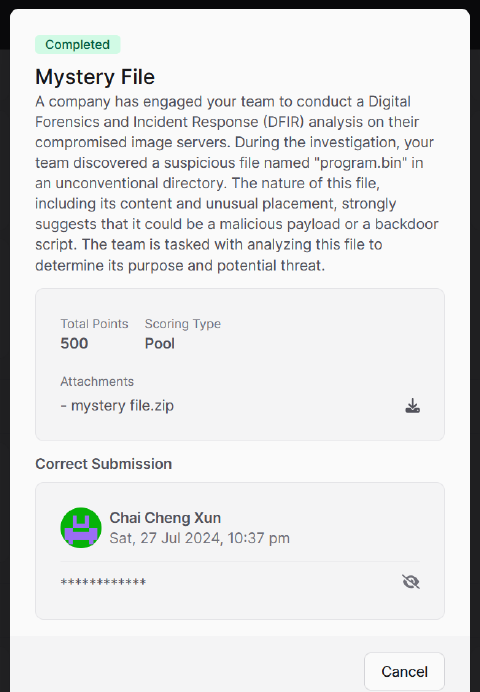 Completed
Mystery File
A company has engaged your team to conduct a Digital
Forensics and Incident Response (DFIR) analysis on their
compromised image servers. During the investigation, your
team discovered a suspicious file named "program.bin" in
an unconventional directory. The nature of this file,
including its content and unusual placement, strongly
suggests that it could be a malicious payload or a backdoor
script. The team is tasked with analyzing this file to
determine its purpose and potential threat.
Total Points Scoring Type
500 Pool
Attachments
- mystery file.zip
Correct Submission
Chai Cheng Xun
Sat, 27 Jul 2024, 10:37 pm
************
Cancel